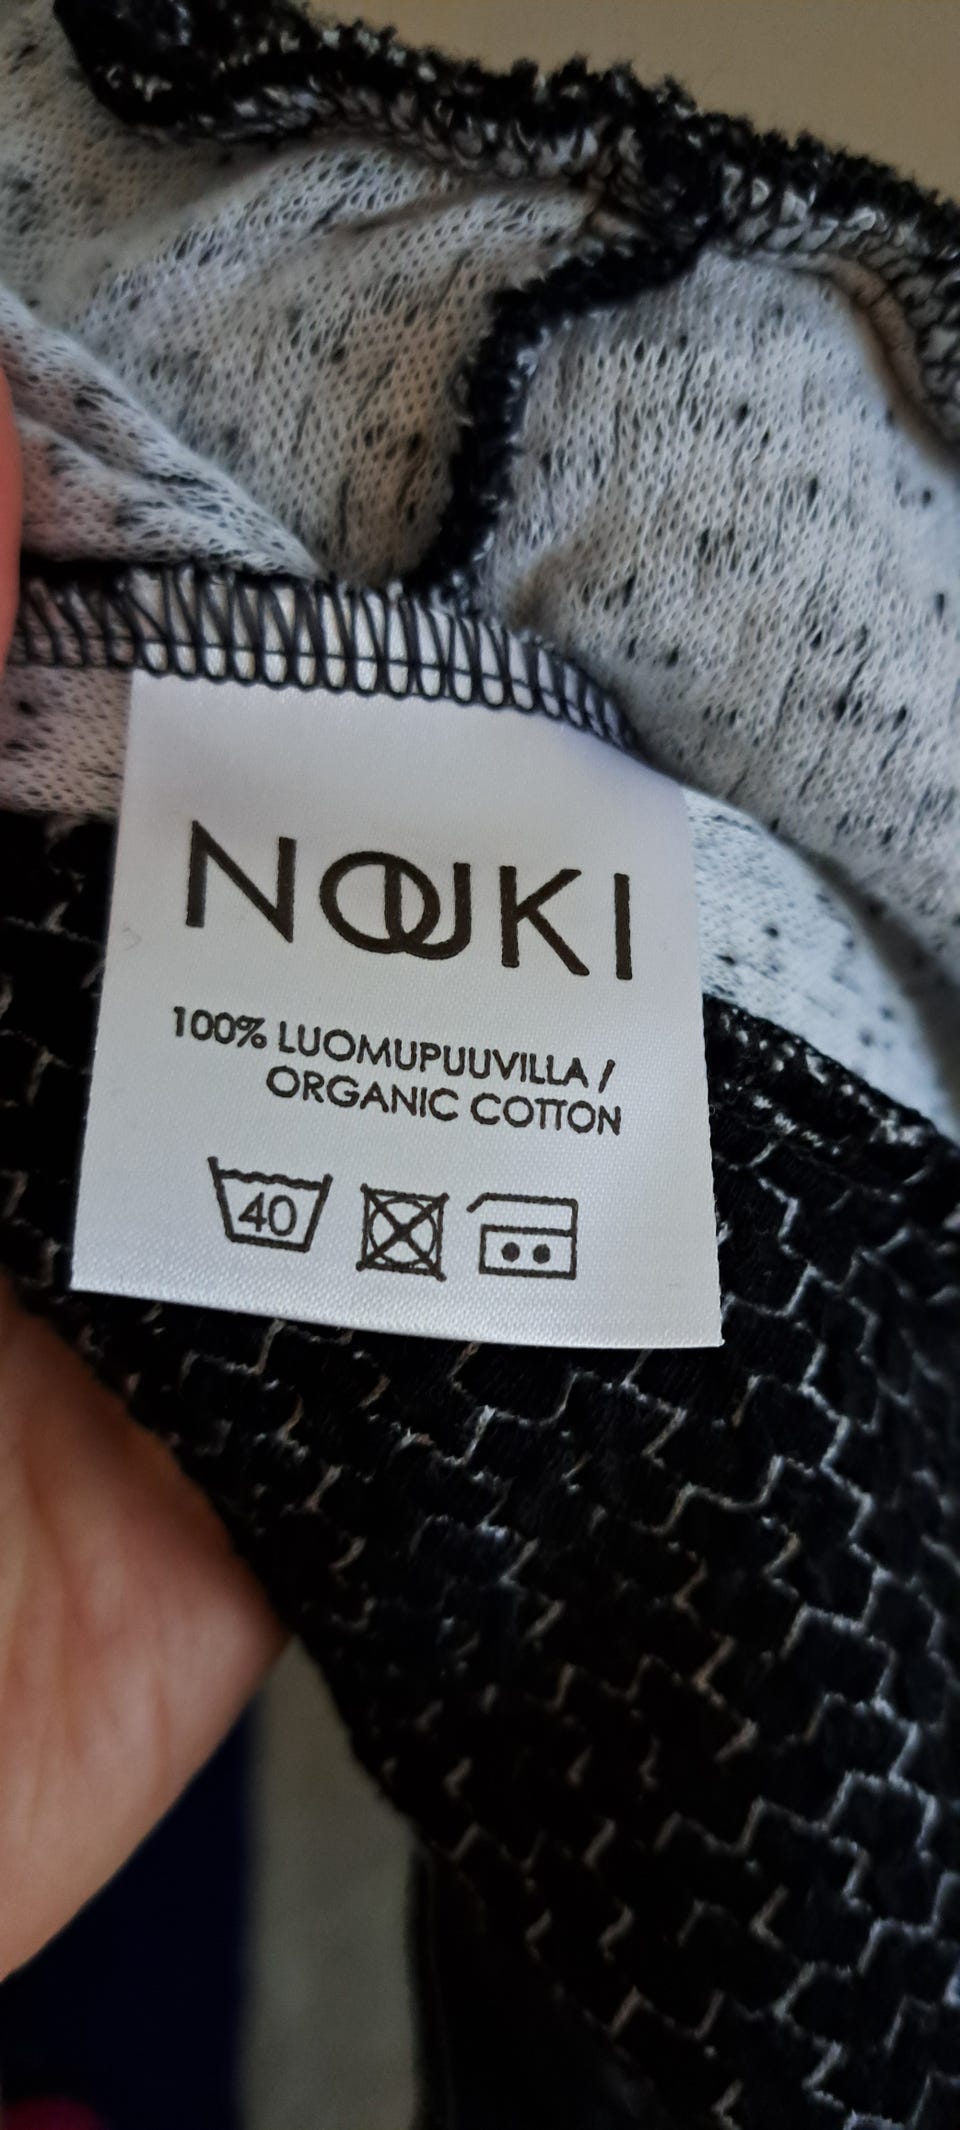 NOUKI
100% LUOMUPUUVILLA /
ORGANIC COTTON
40